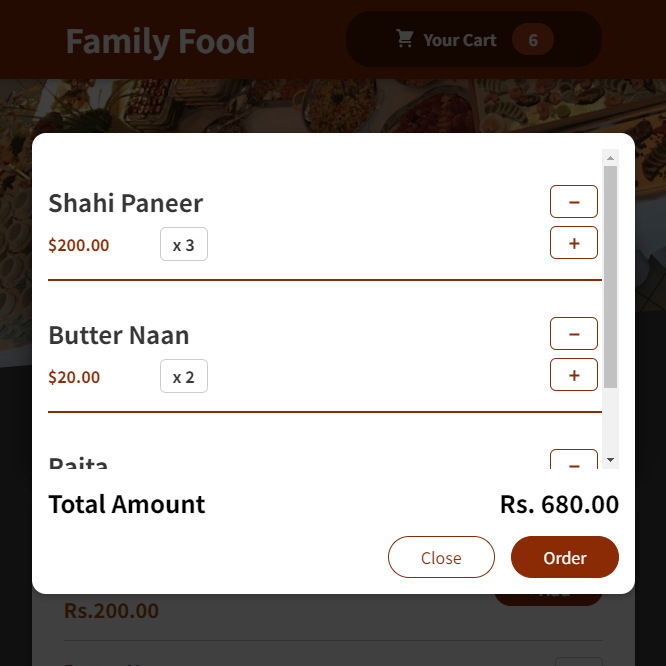 Family Food
Your Cart 6
Shahi Paneer
−
$200.00 x 3
+
Butter Naan
−
$20.00 x 2
+
Raita
−
Total Amount Rs. 680.00
Close Order
Rs.200.00